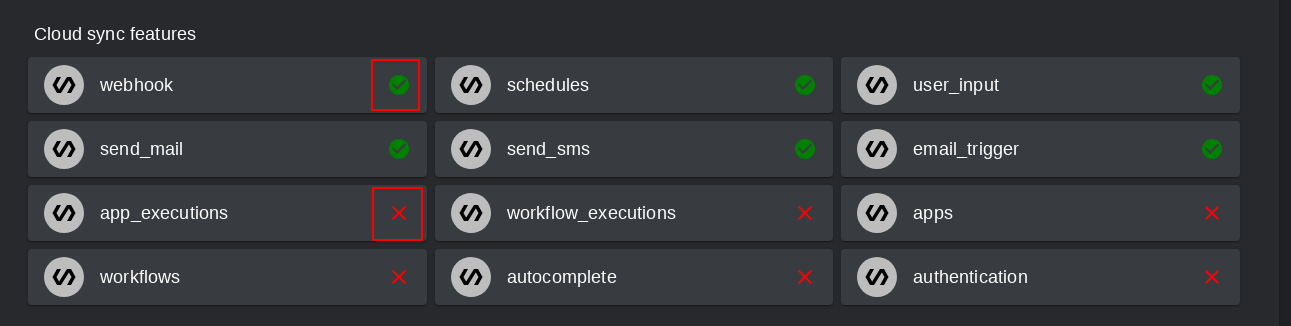 Cloud sync features
webhook
schedules
user_input
send_mail
send_sms
email_trigger
app_executions
workflow_executions
apps
workflows
autocomplete
authentication